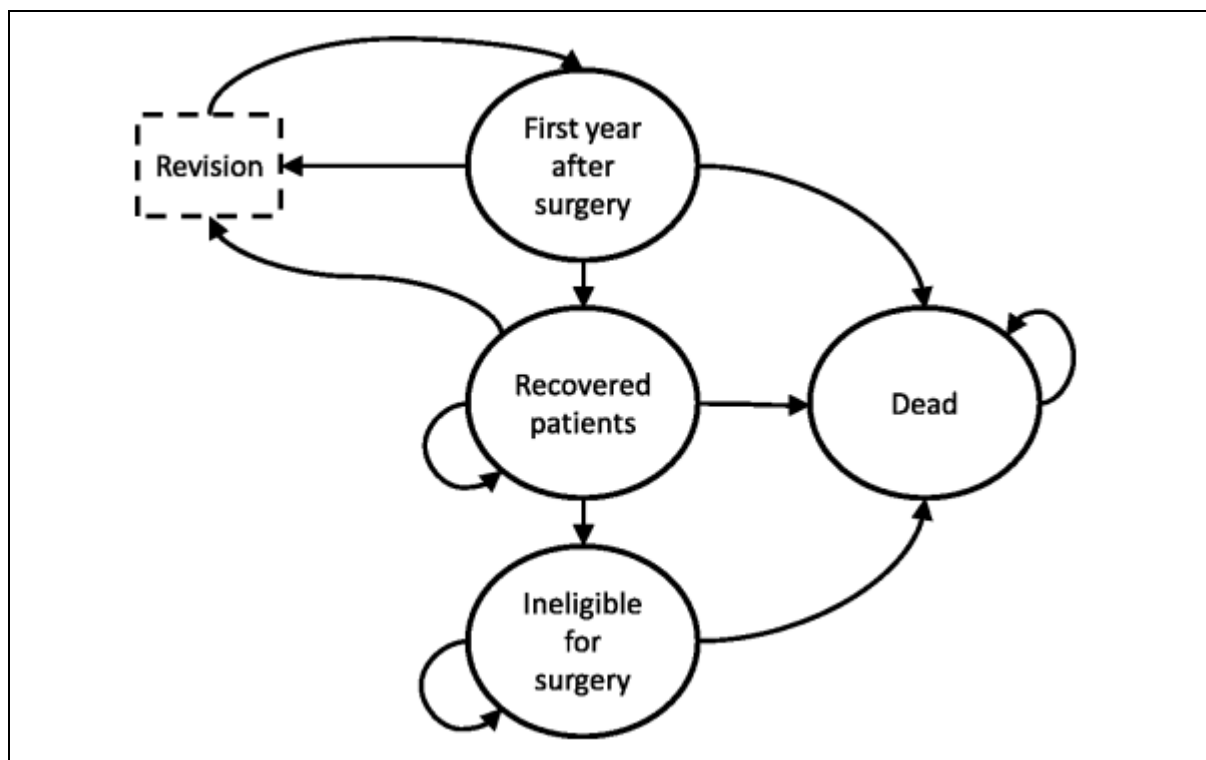 First year
after
surgery
Revision
Recovered
patients
Dead
Ineligible
for
surgery